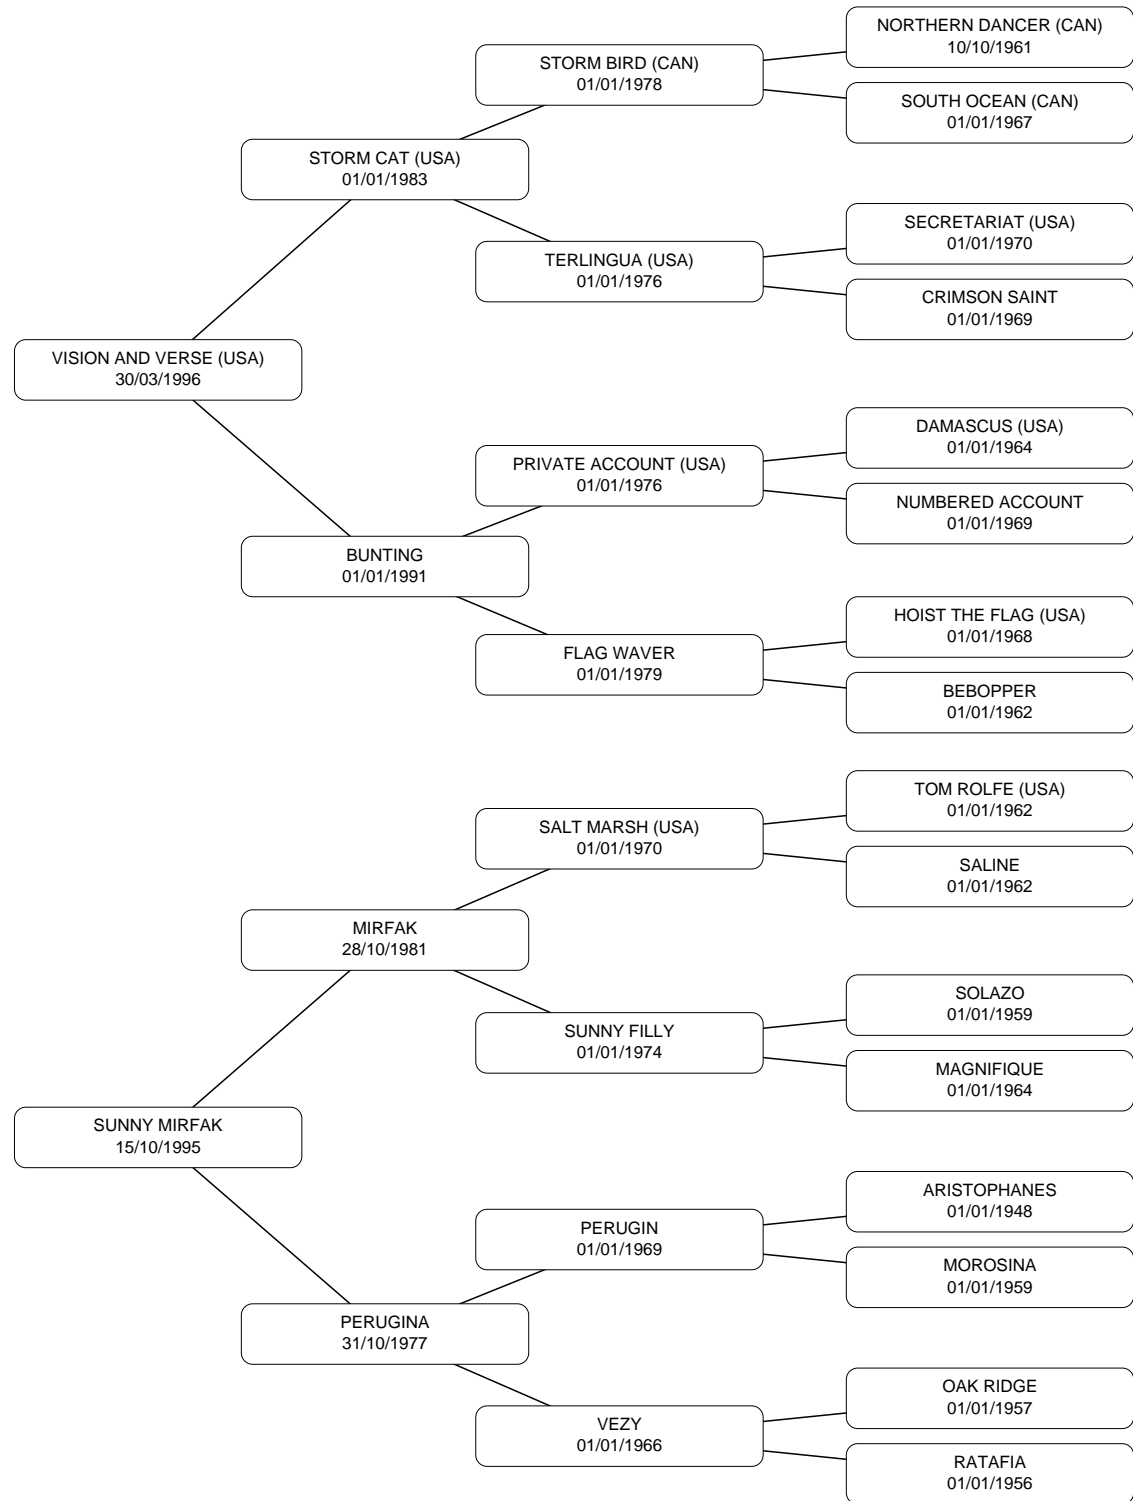 NORTHERN DANCER (CAN)
10/10/1961
STORM BIRD (CAN)
01/01/1978
SOUTH OCEAN (CAN)
01/01/1967
STORM CAT (USA)
01/01/1983
SECRETARIAT (USA)
01/01/1970
TERLINGUA (USA)
01/01/1976
CRIMSON SAINT
01/01/1969
VISION AND VERSE (USA)
30/03/1996
DAMASCUS (USA)
01/01/1964
PRIVATE ACCOUNT (USA)
01/01/1976
NUMBERED ACCOUNT
01/01/1969
BUNTING
01/01/1991
HOIST THE FLAG (USA)
01/01/1968
FLAG WAVER
01/01/1979
BEBOPPER
01/01/1962
TOM ROLFE (USA)
01/01/1962
SALT MARSH (USA)
01/01/1970
SALINE
01/01/1962
MIRFAK
28/10/1981
SOLAZO
01/01/1959
SUNNY FILLY
01/01/1974
MAGNIFIQUE
01/01/1964
SUNNY MIRFAK
15/10/1995
ARISTOPHANES
01/01/1948
PERUGIN
01/01/1969
MOROSINA
01/01/1959
PERUGINA
31/10/1977
OAK RIDGE
01/01/1957
VEZY
01/01/1966
RATAFIA
01/01/1956